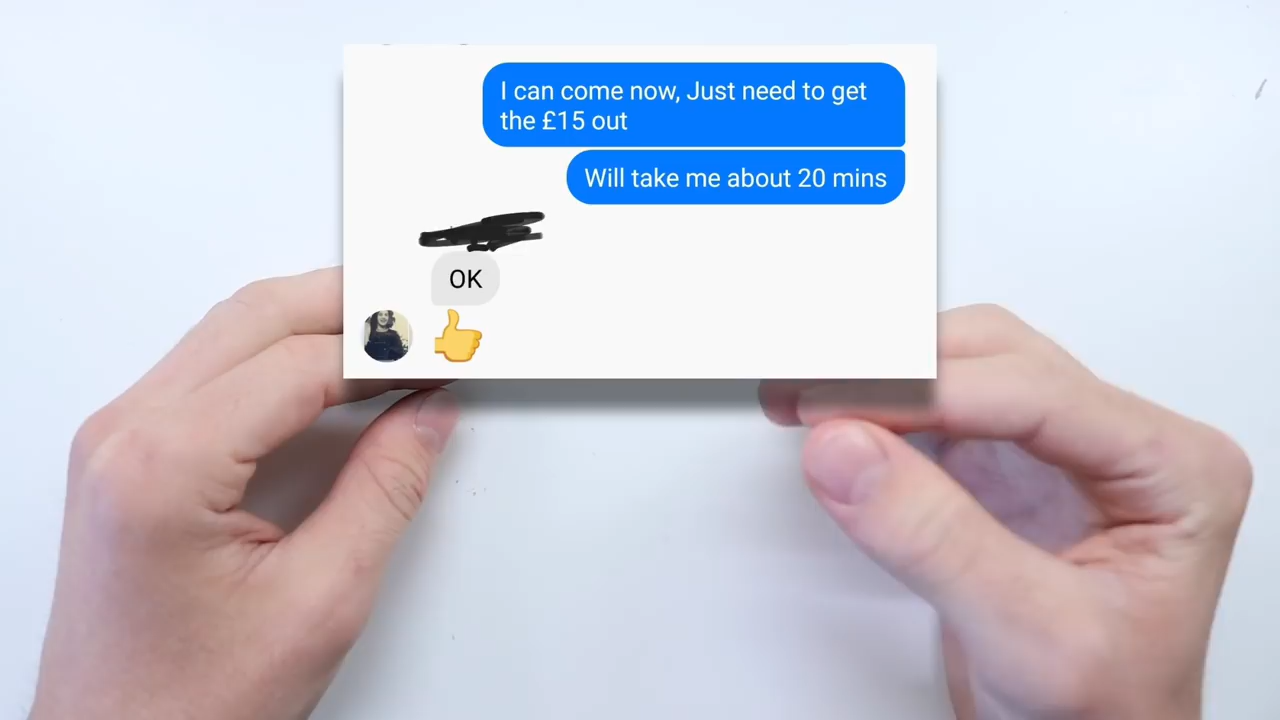 I can come now, Just need to get
the £15 out
Will take me about 20 mins
OK